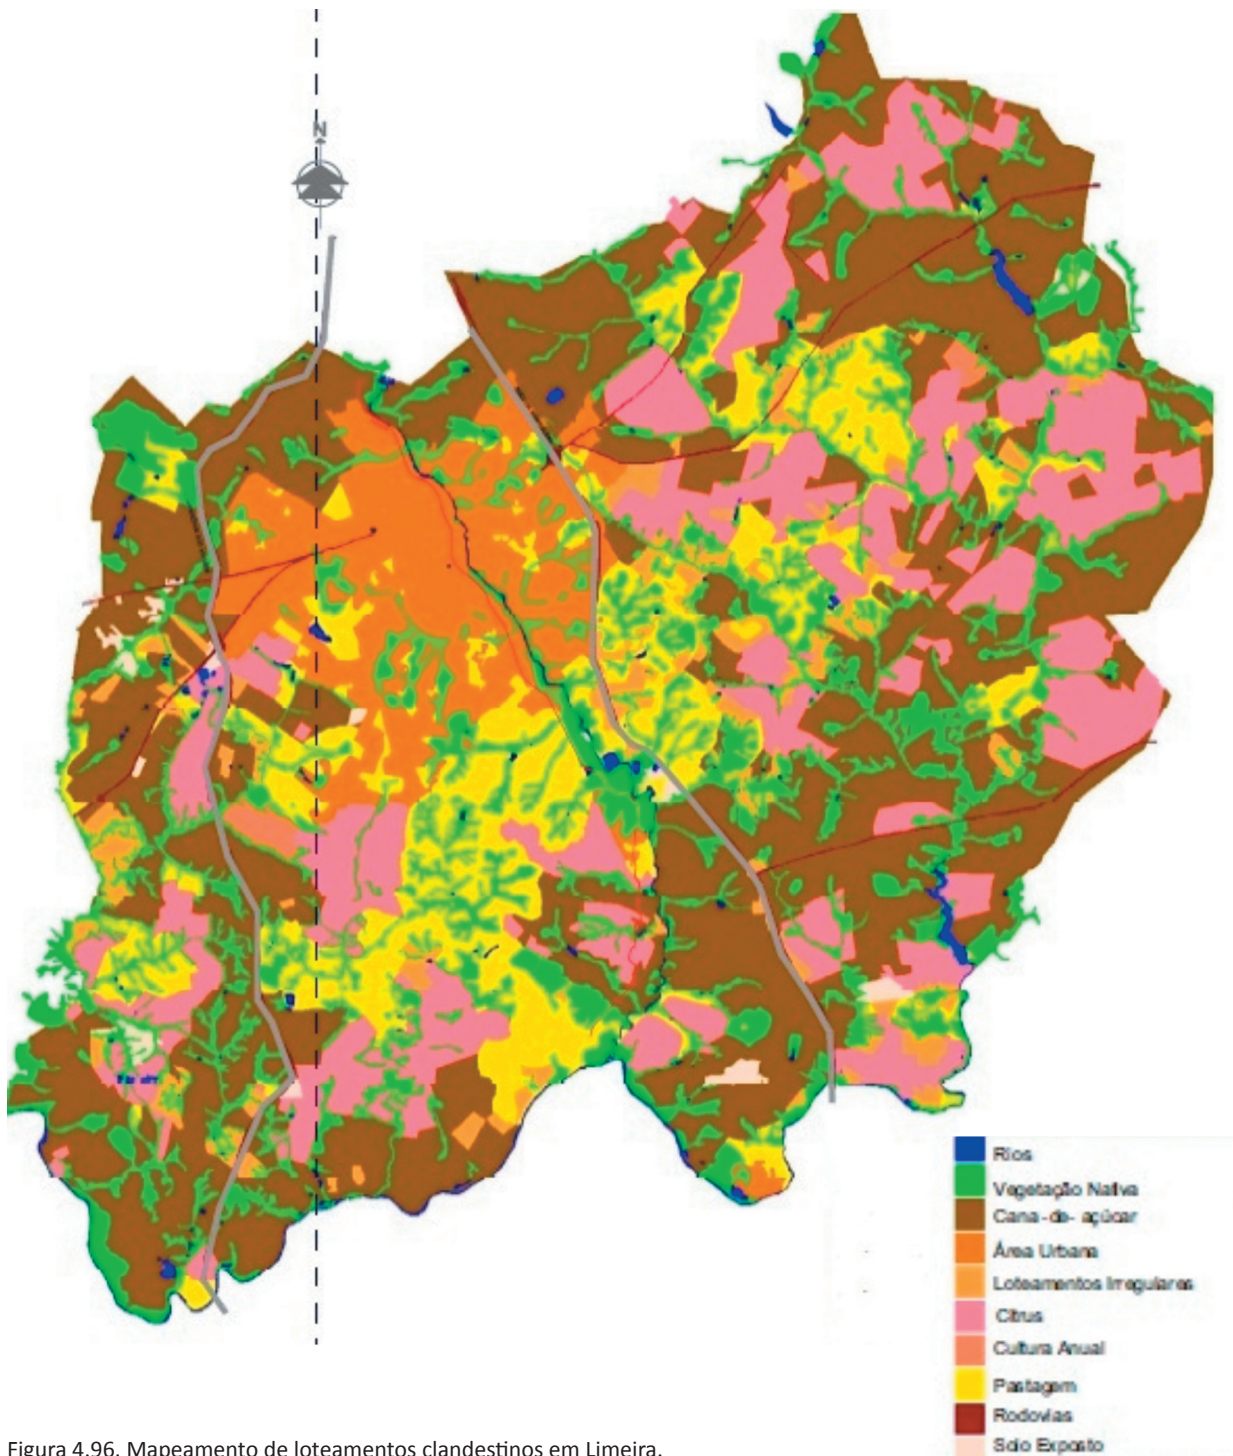 N
Rios
Vegetação Nativa
Cana-de- açúcar
Área Urbana
Loteamentos Irregulares
Citrus
Cultura Anual
Pastagem
Rodovias
Solo Exposto
Figura 4.96. Mapeamento de loteamentos clandestinos em Limeira.